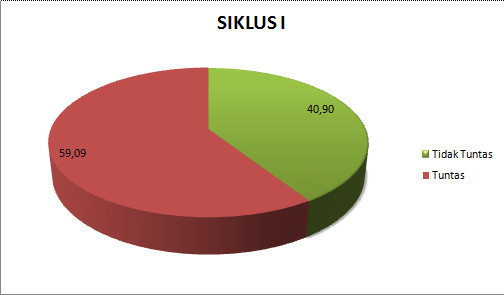 SIKLUS I
40,90
59,09
Tidak Tuntas
Tuntas